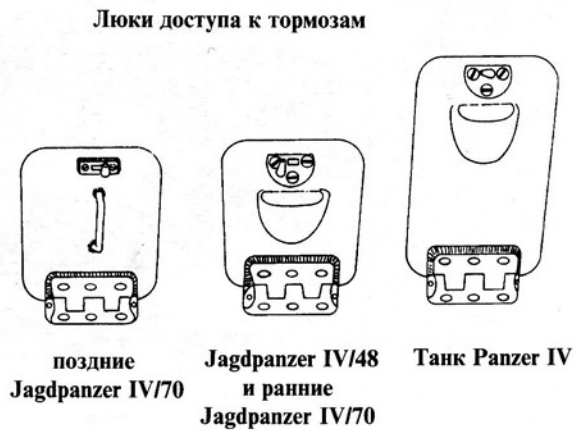 Люки доступа к тормозам
поздние
Jagdpanzer IV/70
Jagdpanzer IV/48
и ранние
Jagdpanzer IV/70
Танк Panzer IV